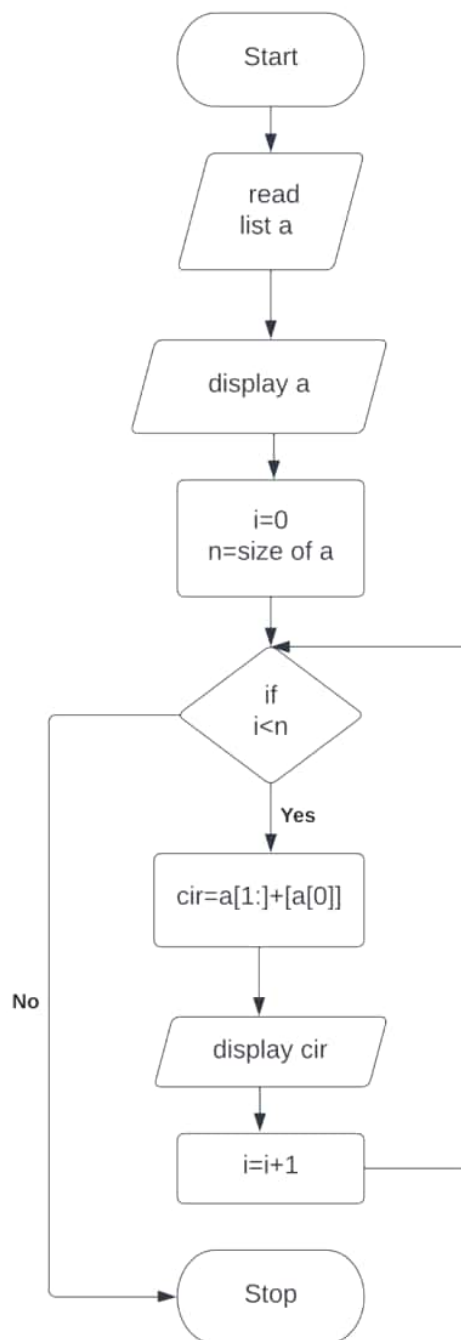 Start
read
list a
display a
i=0
n=size of a
if
i<n
Yes
cir=a[1:]+[a[0]]
No
display cir
i=i+1
Stop